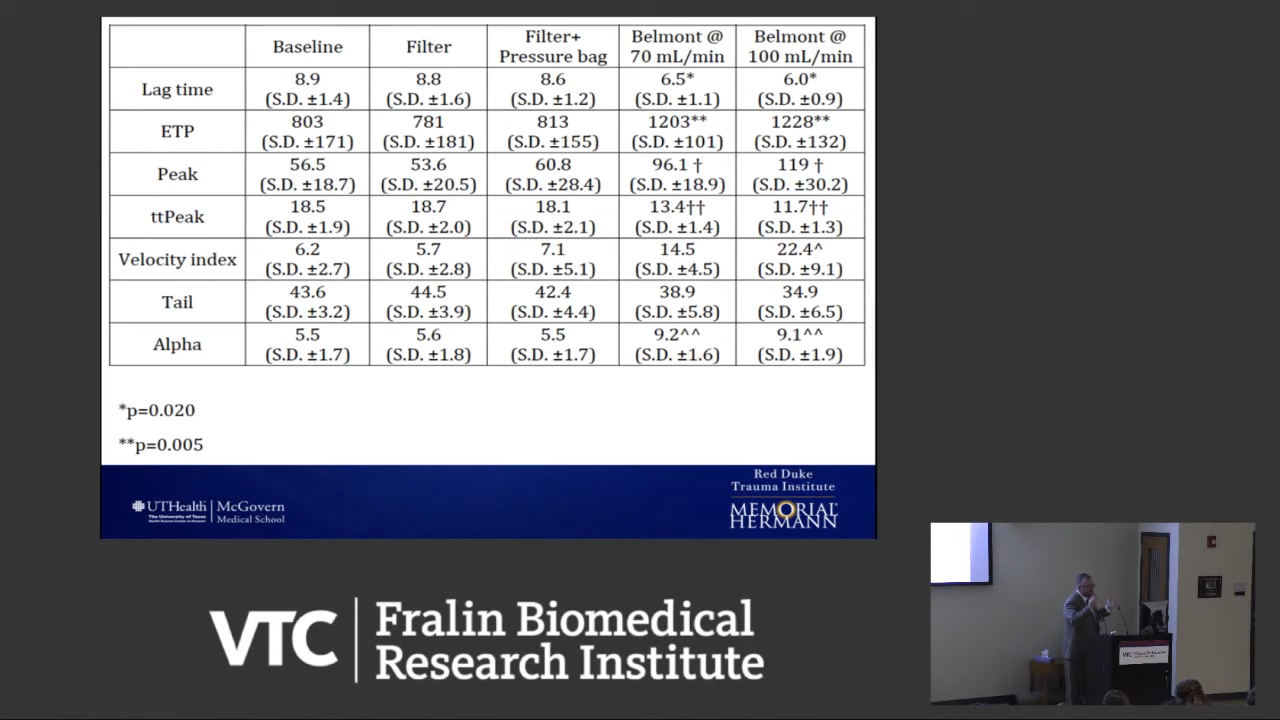 Baseline
Filter
Filter+
Pressure bag
Belmont @
70 mL/min
Belmont @
100 mL/min
Lag time
8.9
(S.D. ±1.4)
8.8
(S.D. ±1.6)
8.6
(S.D. ±1.2)
6.5*
(S.D. ±1.1)
6.0*
(S.D. ±0.9)
ETP
803
(S.D. ±171)
781
(S.D. ±181)
813
(S.D. ±155)
1203**
(S.D. ±101)
1228**
(S.D. ±132)
Peak
56.5
(S.D. ±18.7)
53.6
(S.D. ±20.5)
60.8
(S.D. ±28.4)
96.1 †
(S.D. ±18.9)
119 †
(S.D. ±30.2)
ttPeak
18.5
(S.D. ±1.9)
18.7
(S.D. ±2.0)
18.1
(S.D. ±2.1)
13.4††
(S.D. ±1.4)
11.7††
(S.D. ±1.3)
Velocity index
6.2
(S.D. ±2.7)
5.7
(S.D. ±2.8)
7.1
(S.D. ±5.1)
14.5
(S.D. ±4.5)
22.4^
(S.D. ±9.1)
Tail
43.6
(S.D. ±3.2)
44.5
(S.D. ±3.9)
42.4
(S.D. ±4.4)
38.9
(S.D. ±5.8)
34.9
(S.D. ±6.5)
Alpha
5.5
(S.D. ±1.7)
5.6
(S.D. ±1.8)
5.5
(S.D. ±1.7)
9.2^^
(S.D. ±1.6)
9.1^^
(S.D. ±1.9)
*p=0.020
**p=0.005
UTHealth
The University of Texas
McGovern
Medical School
Red Duke
Trauma Institute
MEMORIAL
HERMANN
VTC
Fralin Biomedical
Research Institute
VTC